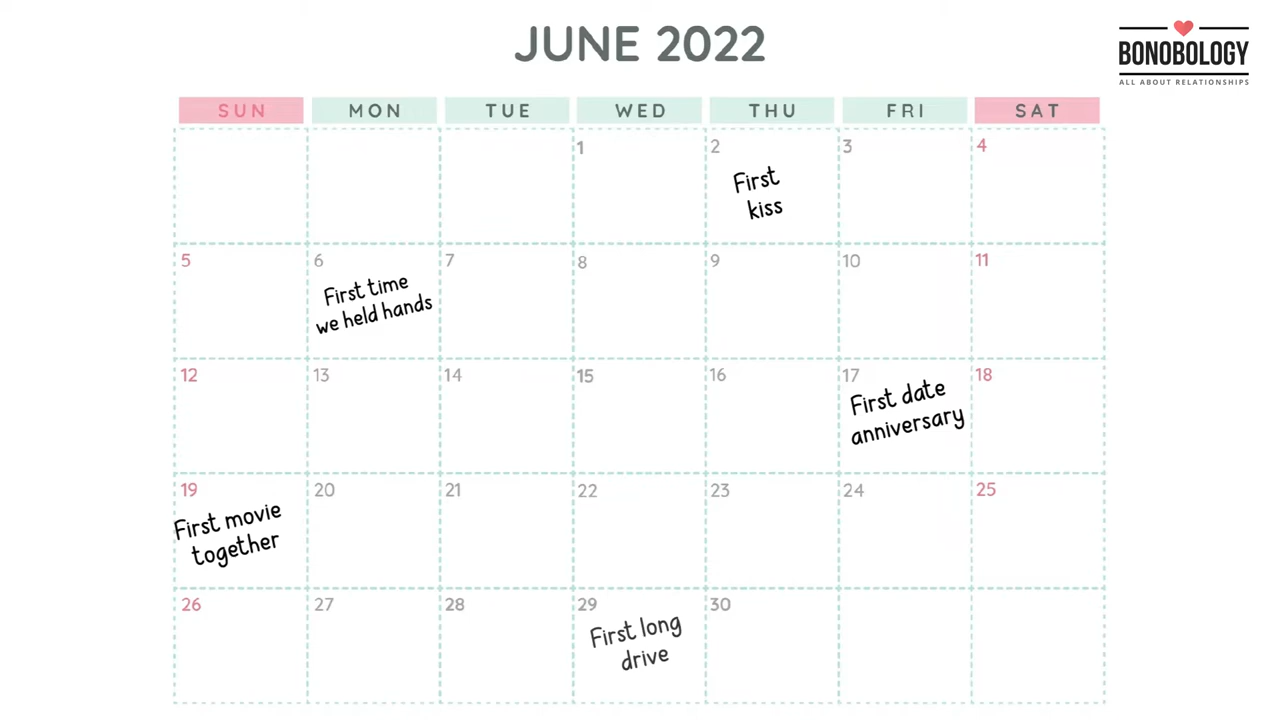 JUNE 2022
BONOBOLOGY
ALL ABOUT RELATIONSHIPS
SUN MON TUE WED THU FRI SAT
1 2 3 4
First
kiss
5 6 7 8 9 10 11
First time
we held hands
12 13 14 15 16 17 18
First date
anniversary
19 20 21 22 23 24 25
First movie
together
26 27 28 29 30
First long
drive